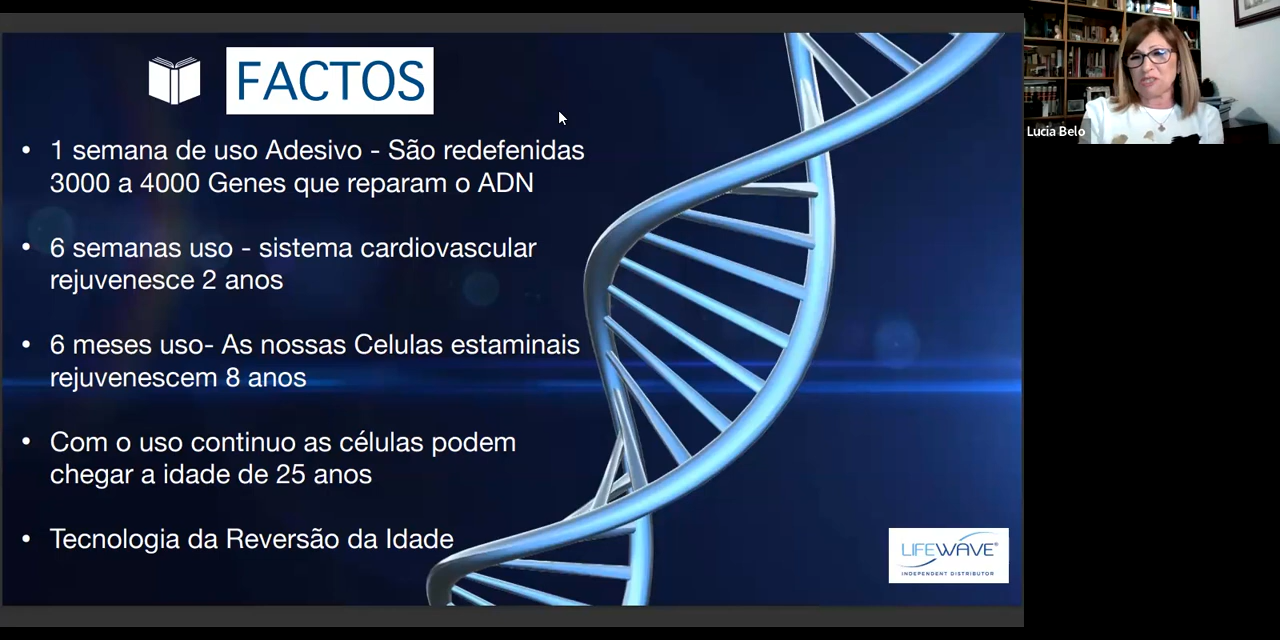 FACTOS
• 1 semana de uso Adesivo - São redefenidas
3000 a 4000 Genes que reparam o ADN
• 6 semanas uso - sistema cardiovascular
rejuvenesce 2 anos
• 6 meses uso- As nossas Celulas estaminais
rejuvenescem 8 anos
• Com o uso continuo as células podem
chegar a idade de 25 anos
• Tecnologia da Reversão da Idade
LIFEWAVE®
INDEPENDENT DISTRIBUTOR
Lucia Belo